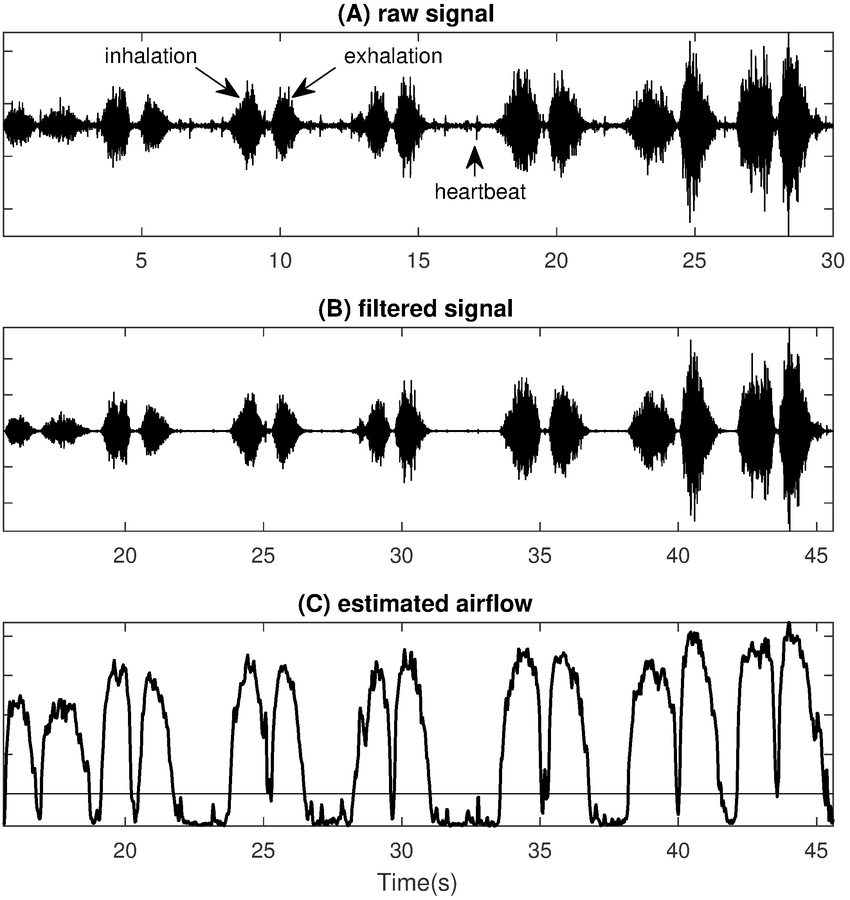 (A) raw signal
inhalation
exhalation
heartbeat
5 10 15 20 25 30
(B) filtered signal
20 25 30 35 40 45
(C) estimated airflow
20 25 30 35 40 45
Time(s)